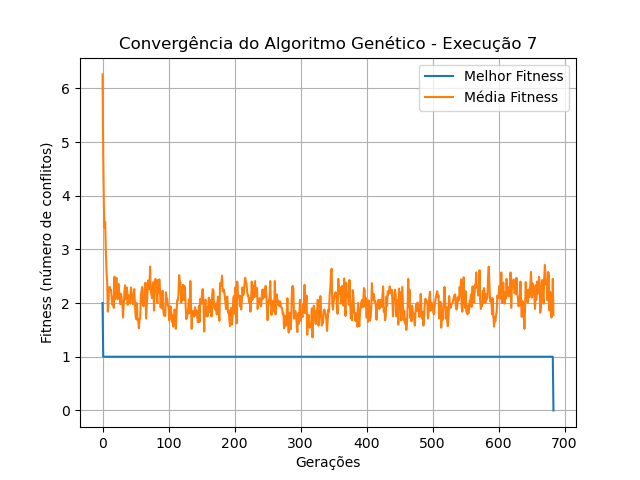 Convergência do Algoritmo Genético - Execução 7
Melhor Fitness
Média Fitness
Fitness (número de conflitos)
6
5
4
3
2
1
0
0 100 200 300 400 500 600 700
Gerações